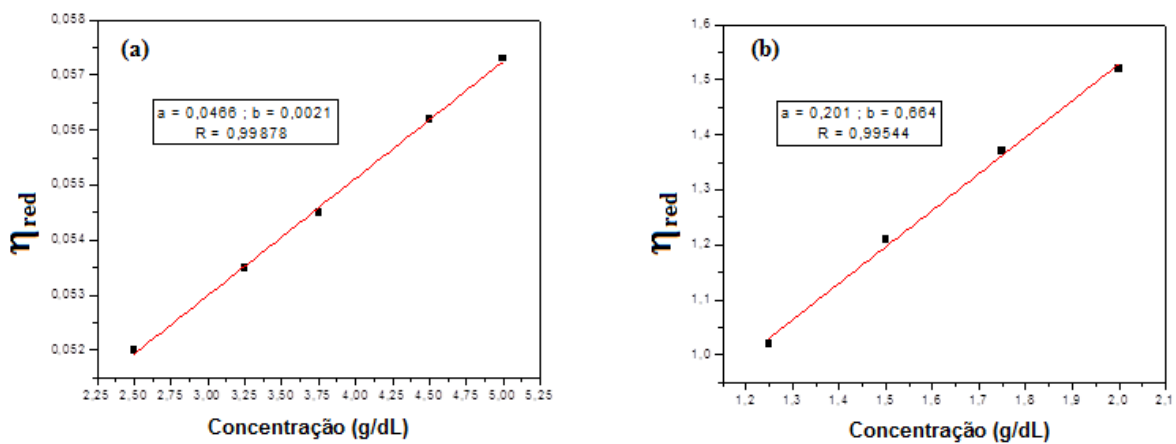 (a)
0,058
0,057
0,056
0,055
0,054
0,053
0,052
a = 0,0466 ; b = 0,0021
R = 0,99878
ηred
2,25 2,50 2,75 3,00 3,25 3,50 3,75 4,00 4,25 4,50 4,75 5,00 5,25
Concentração (g/dL)
(b)
1,6
1,5
1,4
1,3
1,2
1,1
1,0
a = 0,201 ; b = 0,664
R = 0,99544
ηred
1,2 1,3 1,4 1,5 1,6 1,7 1,8 1,9 2,0 2,1
Concentração (g/dL)